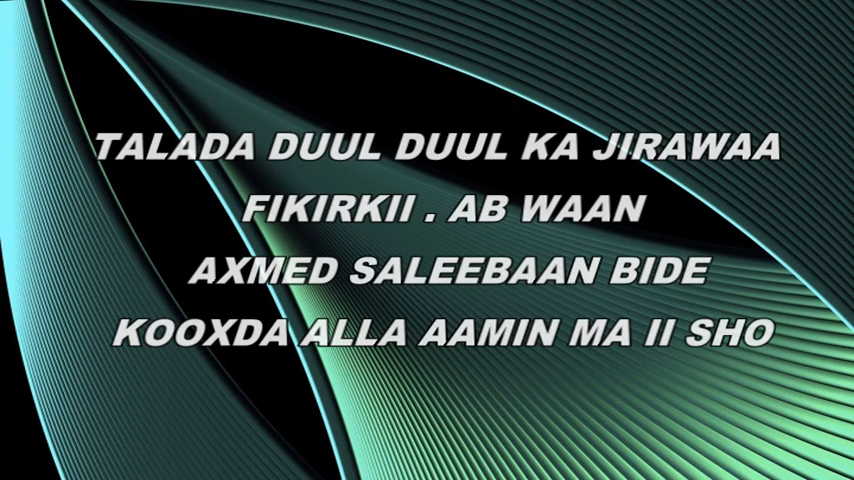 TALADA DUUL DUUL KA JIRAWAA
FIKIRKII . AB WAAN
AXMED SALEEBAAN BIDE
KOOXDA ALLA AAMIN MA II SHO